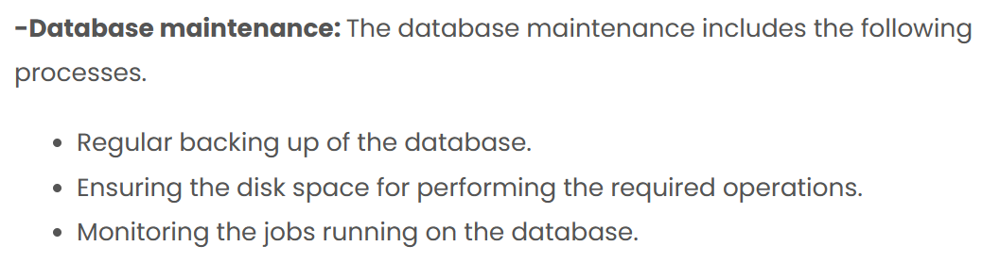 -Database maintenance: The database maintenance includes the following
processes.
• Regular backing up of the database.
• Ensuring the disk space for performing the required operations.
• Monitoring the jobs running on the database.